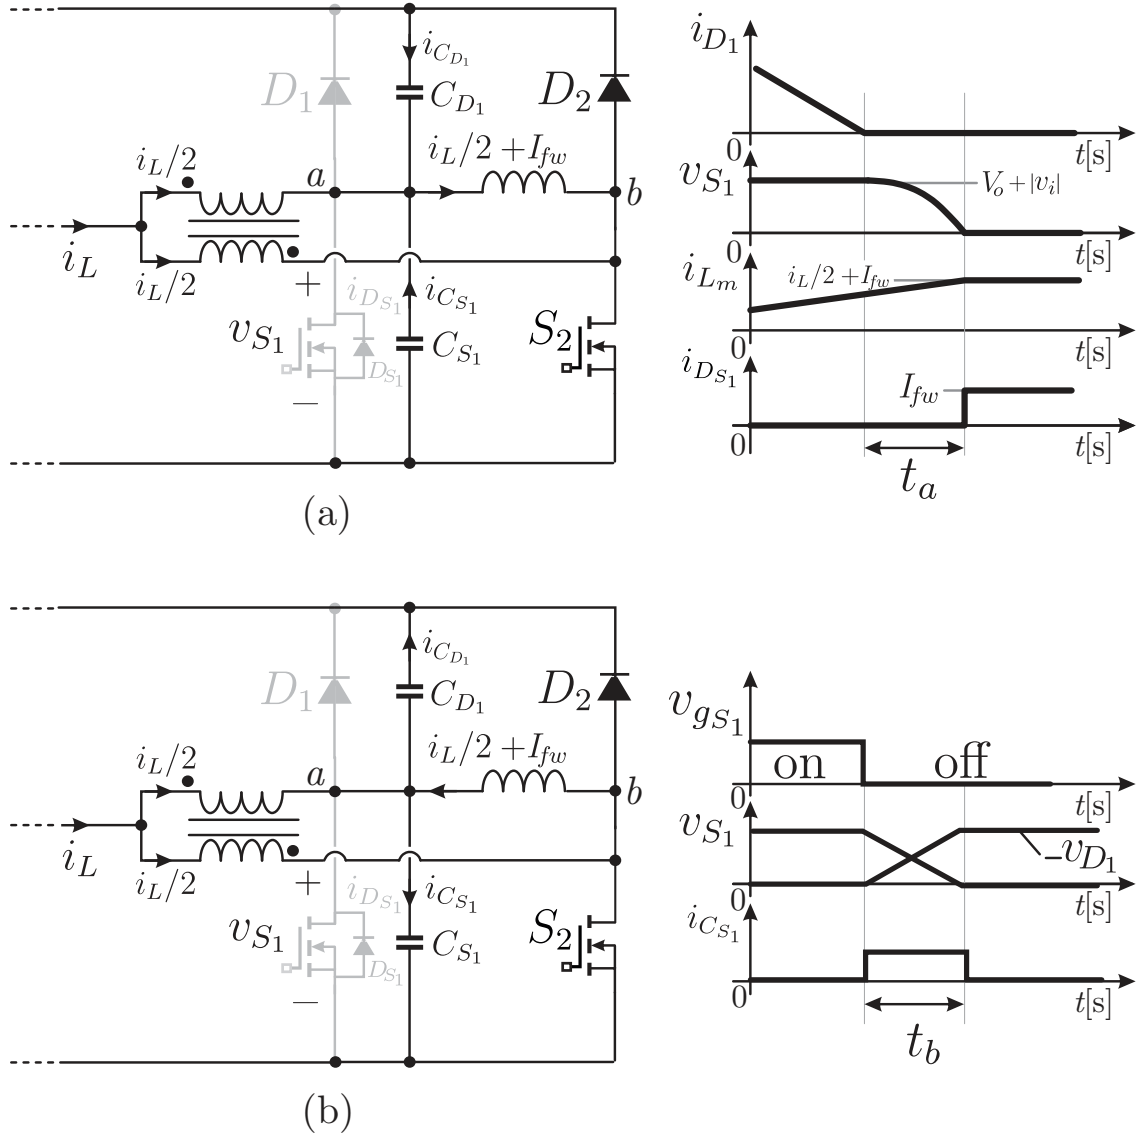 i_{D_1}
i_{C_{D_1}}
D_1 C_{D_1} D_2
i_L/2 + I_{fw}
i_L/2
a
b
0 t[s]
v_{S_1}
V_o + |v_i|
i_L
i_L/2
+
i_{D_{S_1}} i_{C_{S_1}}
0 t[s]
i_{L_m}
i_L/2 + I_{fw}
v_{S_1} C_{S_1} S_2
D_{S_1}
−
0 t[s]
i_{D_{S_1}}
I_{fw}
0 t[s]
t_a
(a)
i_{C_{D_1}}
D_1 C_{D_1} D_2
v_{gS_1}
on off
i_L/2 + I_{fw}
i_L/2
a
b
0 t[s]
v_{S_1}
−v_{D_1}
i_L
i_L/2
+
i_{D_{S_1}} i_{C_{S_1}}
0 t[s]
i_{C_{S_1}}
v_{S_1} C_{S_1} S_2
D_{S_1}
−
0 t[s]
t_b
(b)